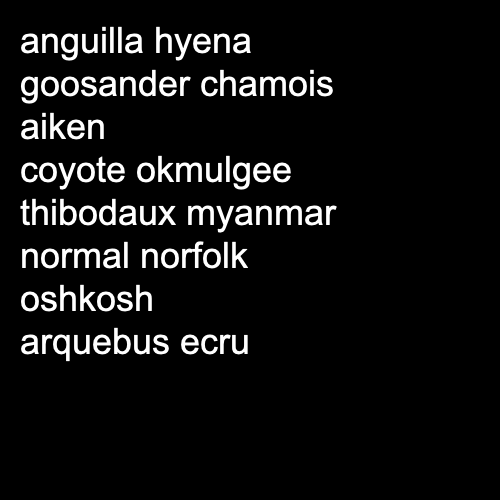 anguilla hyena
goosander chamois
aiken
coyote okmulgee
thibodaux myanmar
normal norfolk
oshkosh
arquebus ecru